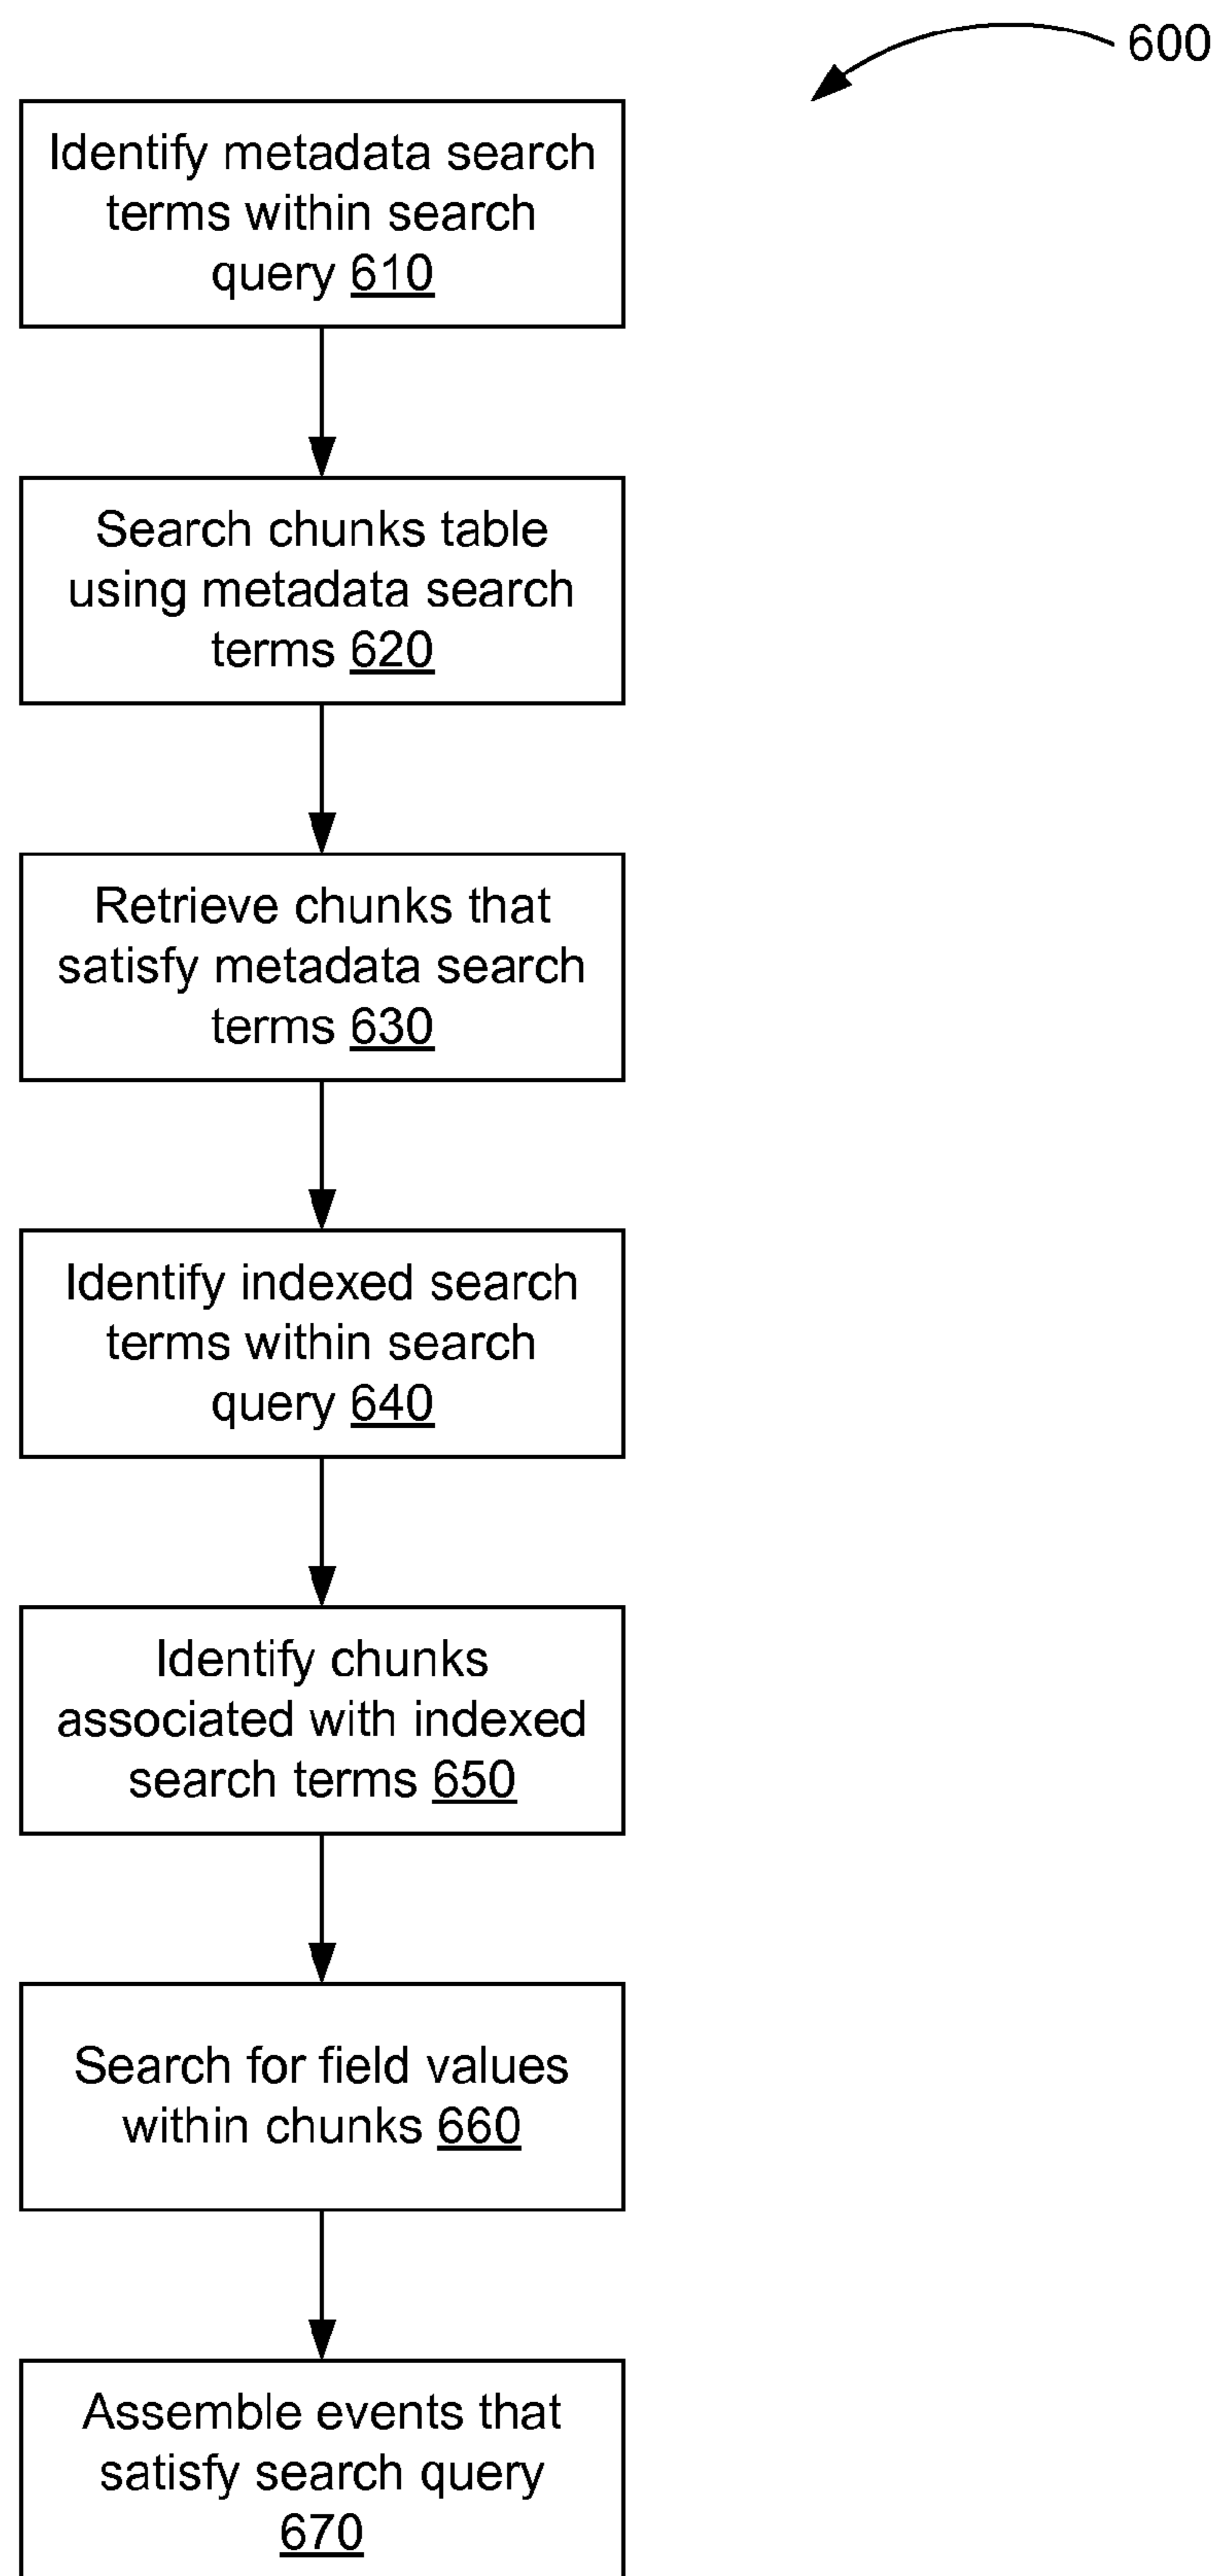 600
Identify metadata search
terms within search
query 610
Search chunks table
using metadata search
terms 620
Retrieve chunks that
satisfy metadata search
terms 630
Identify indexed search
terms within search
query 640
Identify chunks
associated with indexed
search terms 650
Search for field values
within chunks 660
Assemble events that
satisfy search query
670